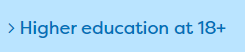 > Higher education at 18+